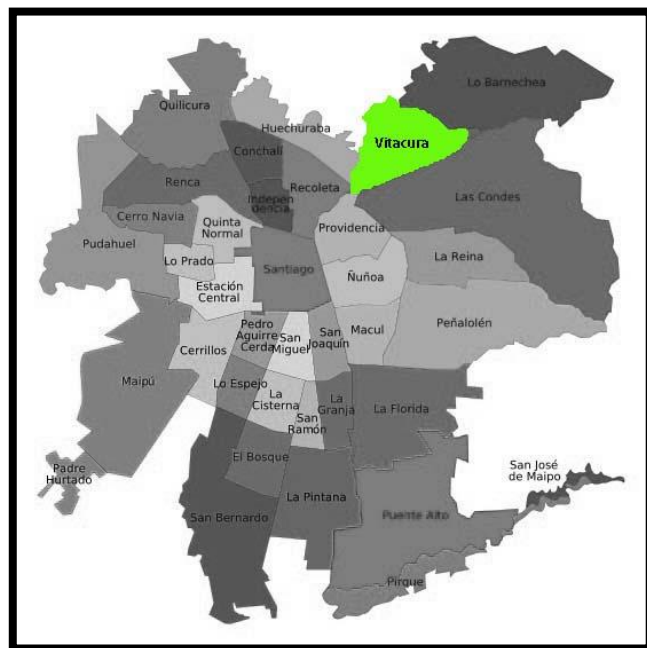 Lo Barnechea
Quilicura
Huechuraba
Vitacura
Conchalí
Renca
Recoleta
Indepen
dencia
Las Condes
Cerro Navia
Quinta
Normal
Providencia
Pudahuel
Lo Prado
Santiago
Ñuñoa
La Reina
Estación
Central
Pedro
Aguirre
Cerda
San
Miguel
San
Joaquín
Macul
Peñalolén
Cerrillos
Maipú
Lo Espejo
La
Cisterna
San
Ramón
La
Granja
La Florida
Padre
Hurtado
El Bosque
La Pintana
San José
de Maipo
San Bernardo
Puente Alto
Pirque